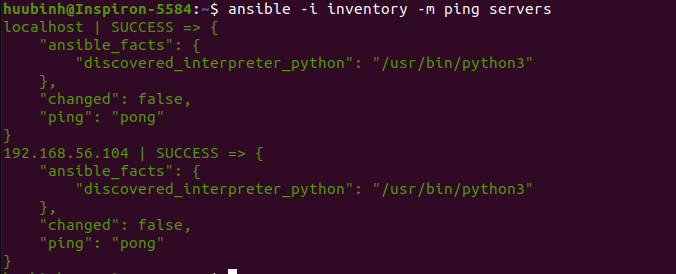 huubinh@Inspiron-5584:~$ ansible -i inventory -m ping servers
localhost | SUCCESS => {
    "ansible_facts": {
        "discovered_interpreter_python": "/usr/bin/python3"
    },
    "changed": false,
    "ping": "pong"
}
192.168.56.104 | SUCCESS => {
    "ansible_facts": {
        "discovered_interpreter_python": "/usr/bin/python3"
    },
    "changed": false,
    "ping": "pong"
}